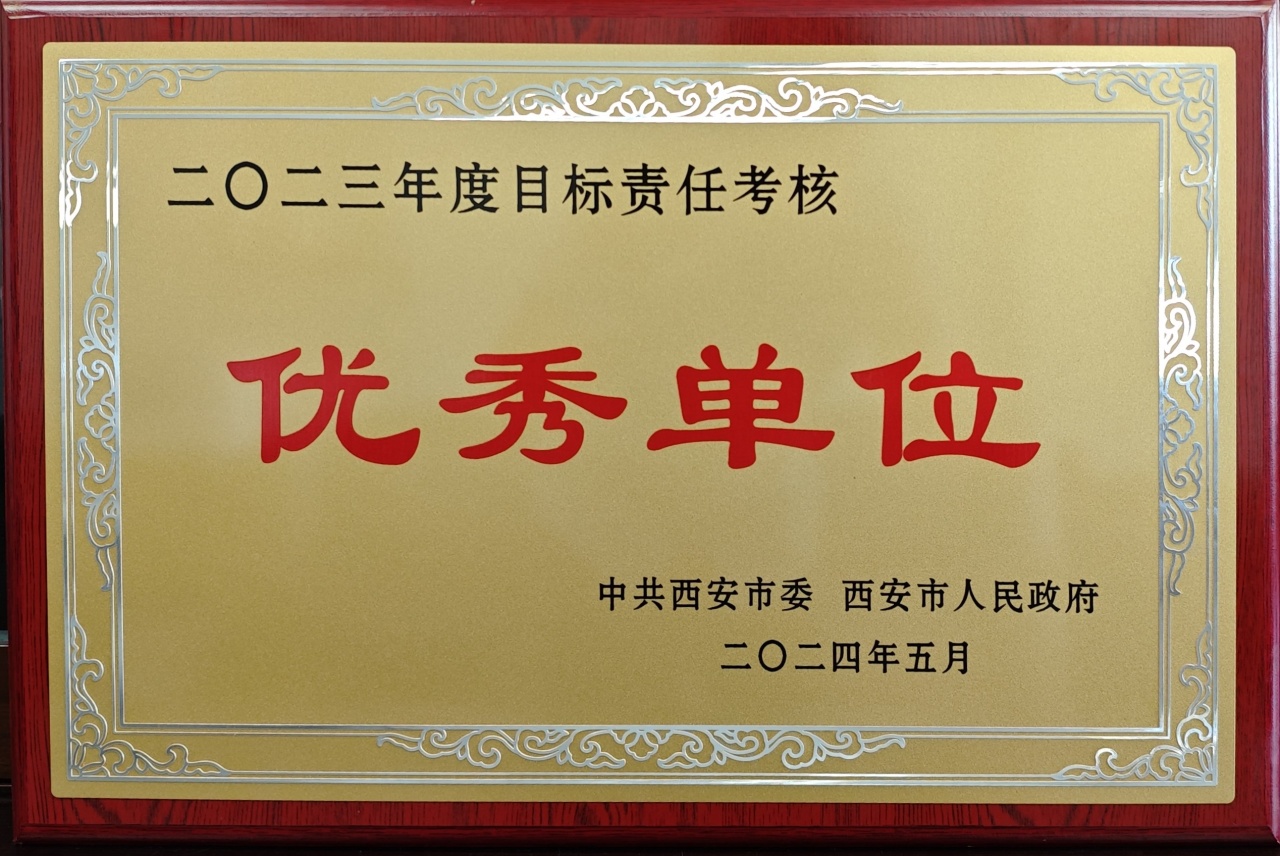 二〇二三年度目标责任考核
优秀单位
中共西安市委 西安市人民政府
二〇二四年五月